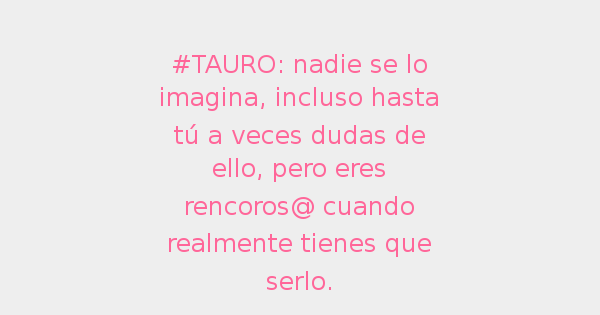 #TAURO: nadie se lo
imagina, incluso hasta
tú a veces dudas de
ello, pero eres
rencoros@ cuando
realmente tienes que
serlo.